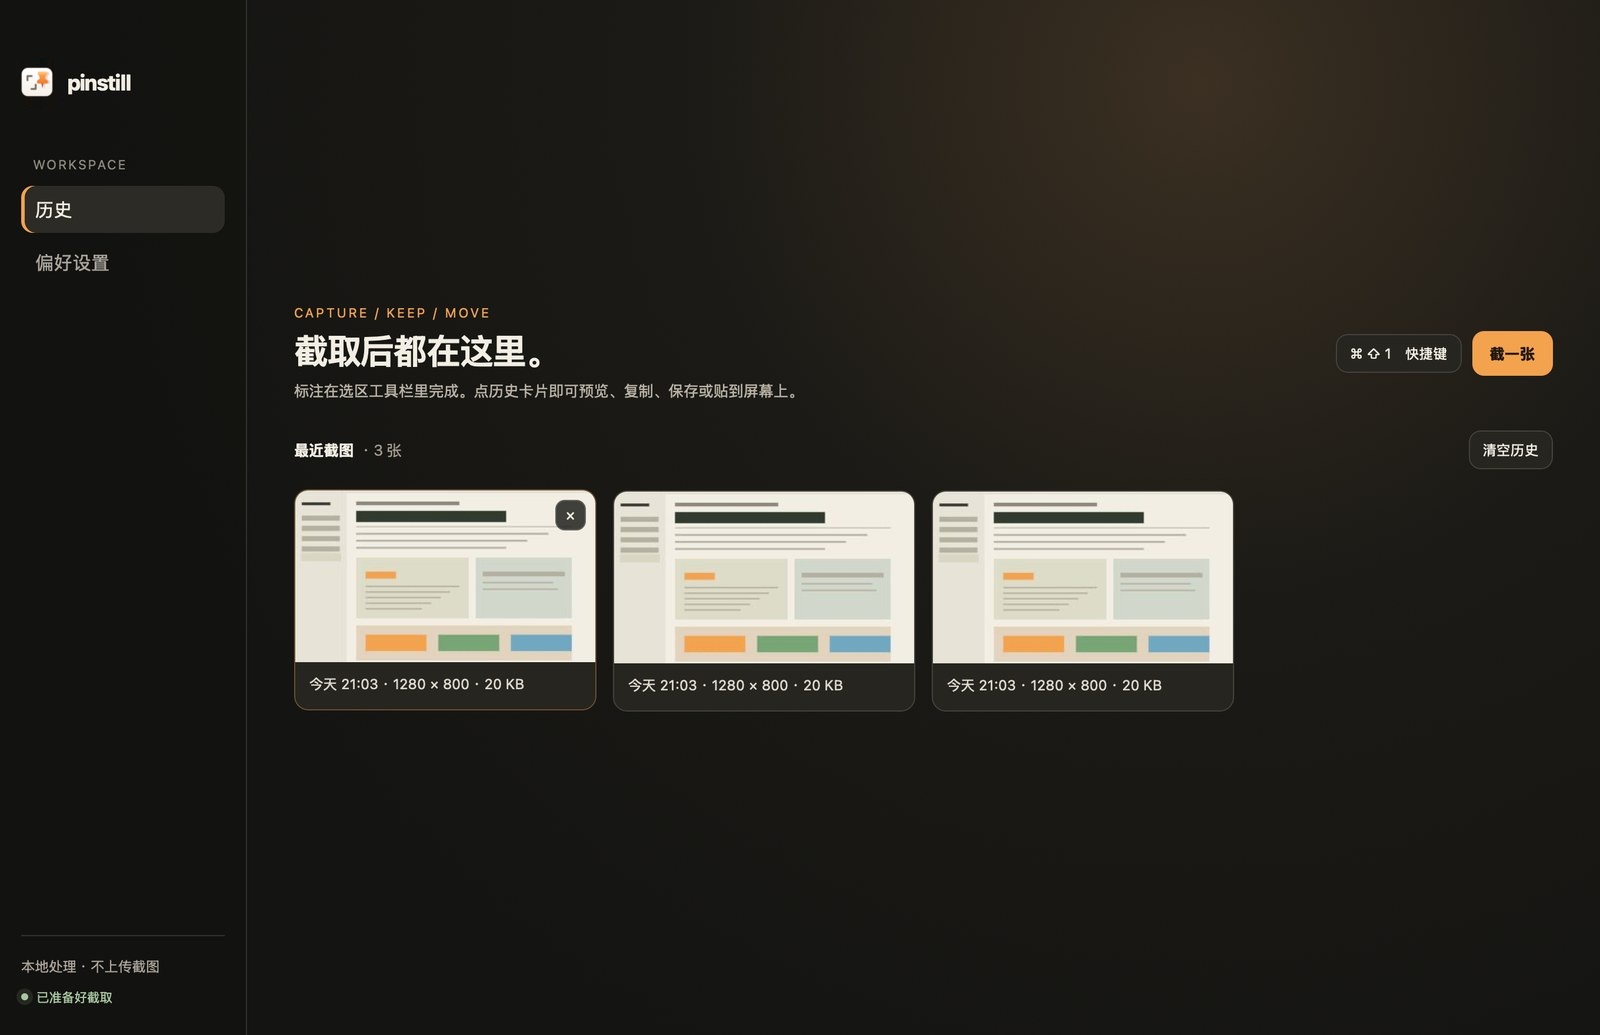 pinstill
WORKSPACE
历史
偏好设置
CAPTURE / KEEP / MOVE
截取后都在这里。
标注在选区工具栏里完成。点历史卡片即可预览、复制、保存或贴到屏幕上。
⌘ ⇧ 1 快捷键
截一张
最近截图 · 3 张
清空历史
×
今天 21:03 · 1280 × 800 · 20 KB
今天 21:03 · 1280 × 800 · 20 KB
今天 21:03 · 1280 × 800 · 20 KB
本地处理 · 不上传截图
已准备好截取